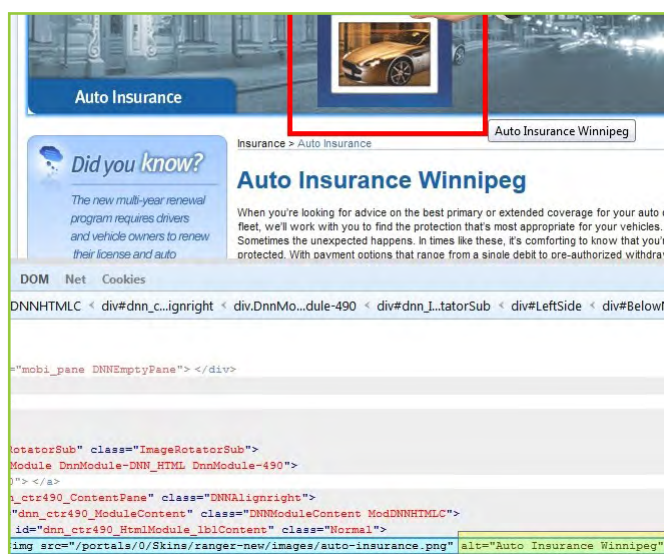 Auto Insurance
Auto Insurance Winnipeg
Insurance > Auto Insurance
Did you know?
The new multi-year renewal
program requires drivers
and vehicle owners to renew
their license and auto
Auto Insurance Winnipeg
When you're looking for advice on the best primary or extended coverage for your auto
fleet, we'll work with you to find the protection that's most appropriate for your vehicles.
Sometimes the unexpected happens. In times like these, it's comforting to know that you'r
protected. With payment options that range from a single debit to pre-authorized withdraw
DOM Net Cookies
DNNHTMLC < div#dnn_c...ignright < div.DnnMo...dule-490 < div#dnn_I...tatorSub < div#LeftSide < div#BelowM
="mobi_pane DNNEmptyPane"> </div>
RotatorSub" class="ImageRotatorSub">
Module DnnModule-DNN_HTML DnnModule-490">
0"> </a>
n_ctr490_ContentPane" class="DNNAlignright">
"dnn_ctr490_ModuleContent" class="DNNModuleContent ModDNNHTMLC">
id="dnn_ctr490_HtmlModule_lblContent" class="Normal">
img src="/portals/0/Skins/ranger-new/images/auto-insurance.png" alt="Auto Insurance Winnipeg"